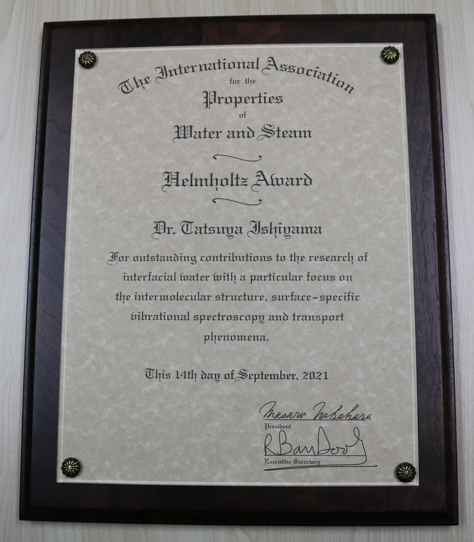 The International Association
for the
Properties
of
Water and Steam
Helmholtz Award
Dr. Tatsuya Ishiyama
For outstanding contributions to the research of
interfacial water with a particular focus on
the intermolecular structure, surface-specific
vibrational spectroscopy and transport
phenomena.
This 14th day of September, 2021
Masaru Nakahara
President
Executive Secretary